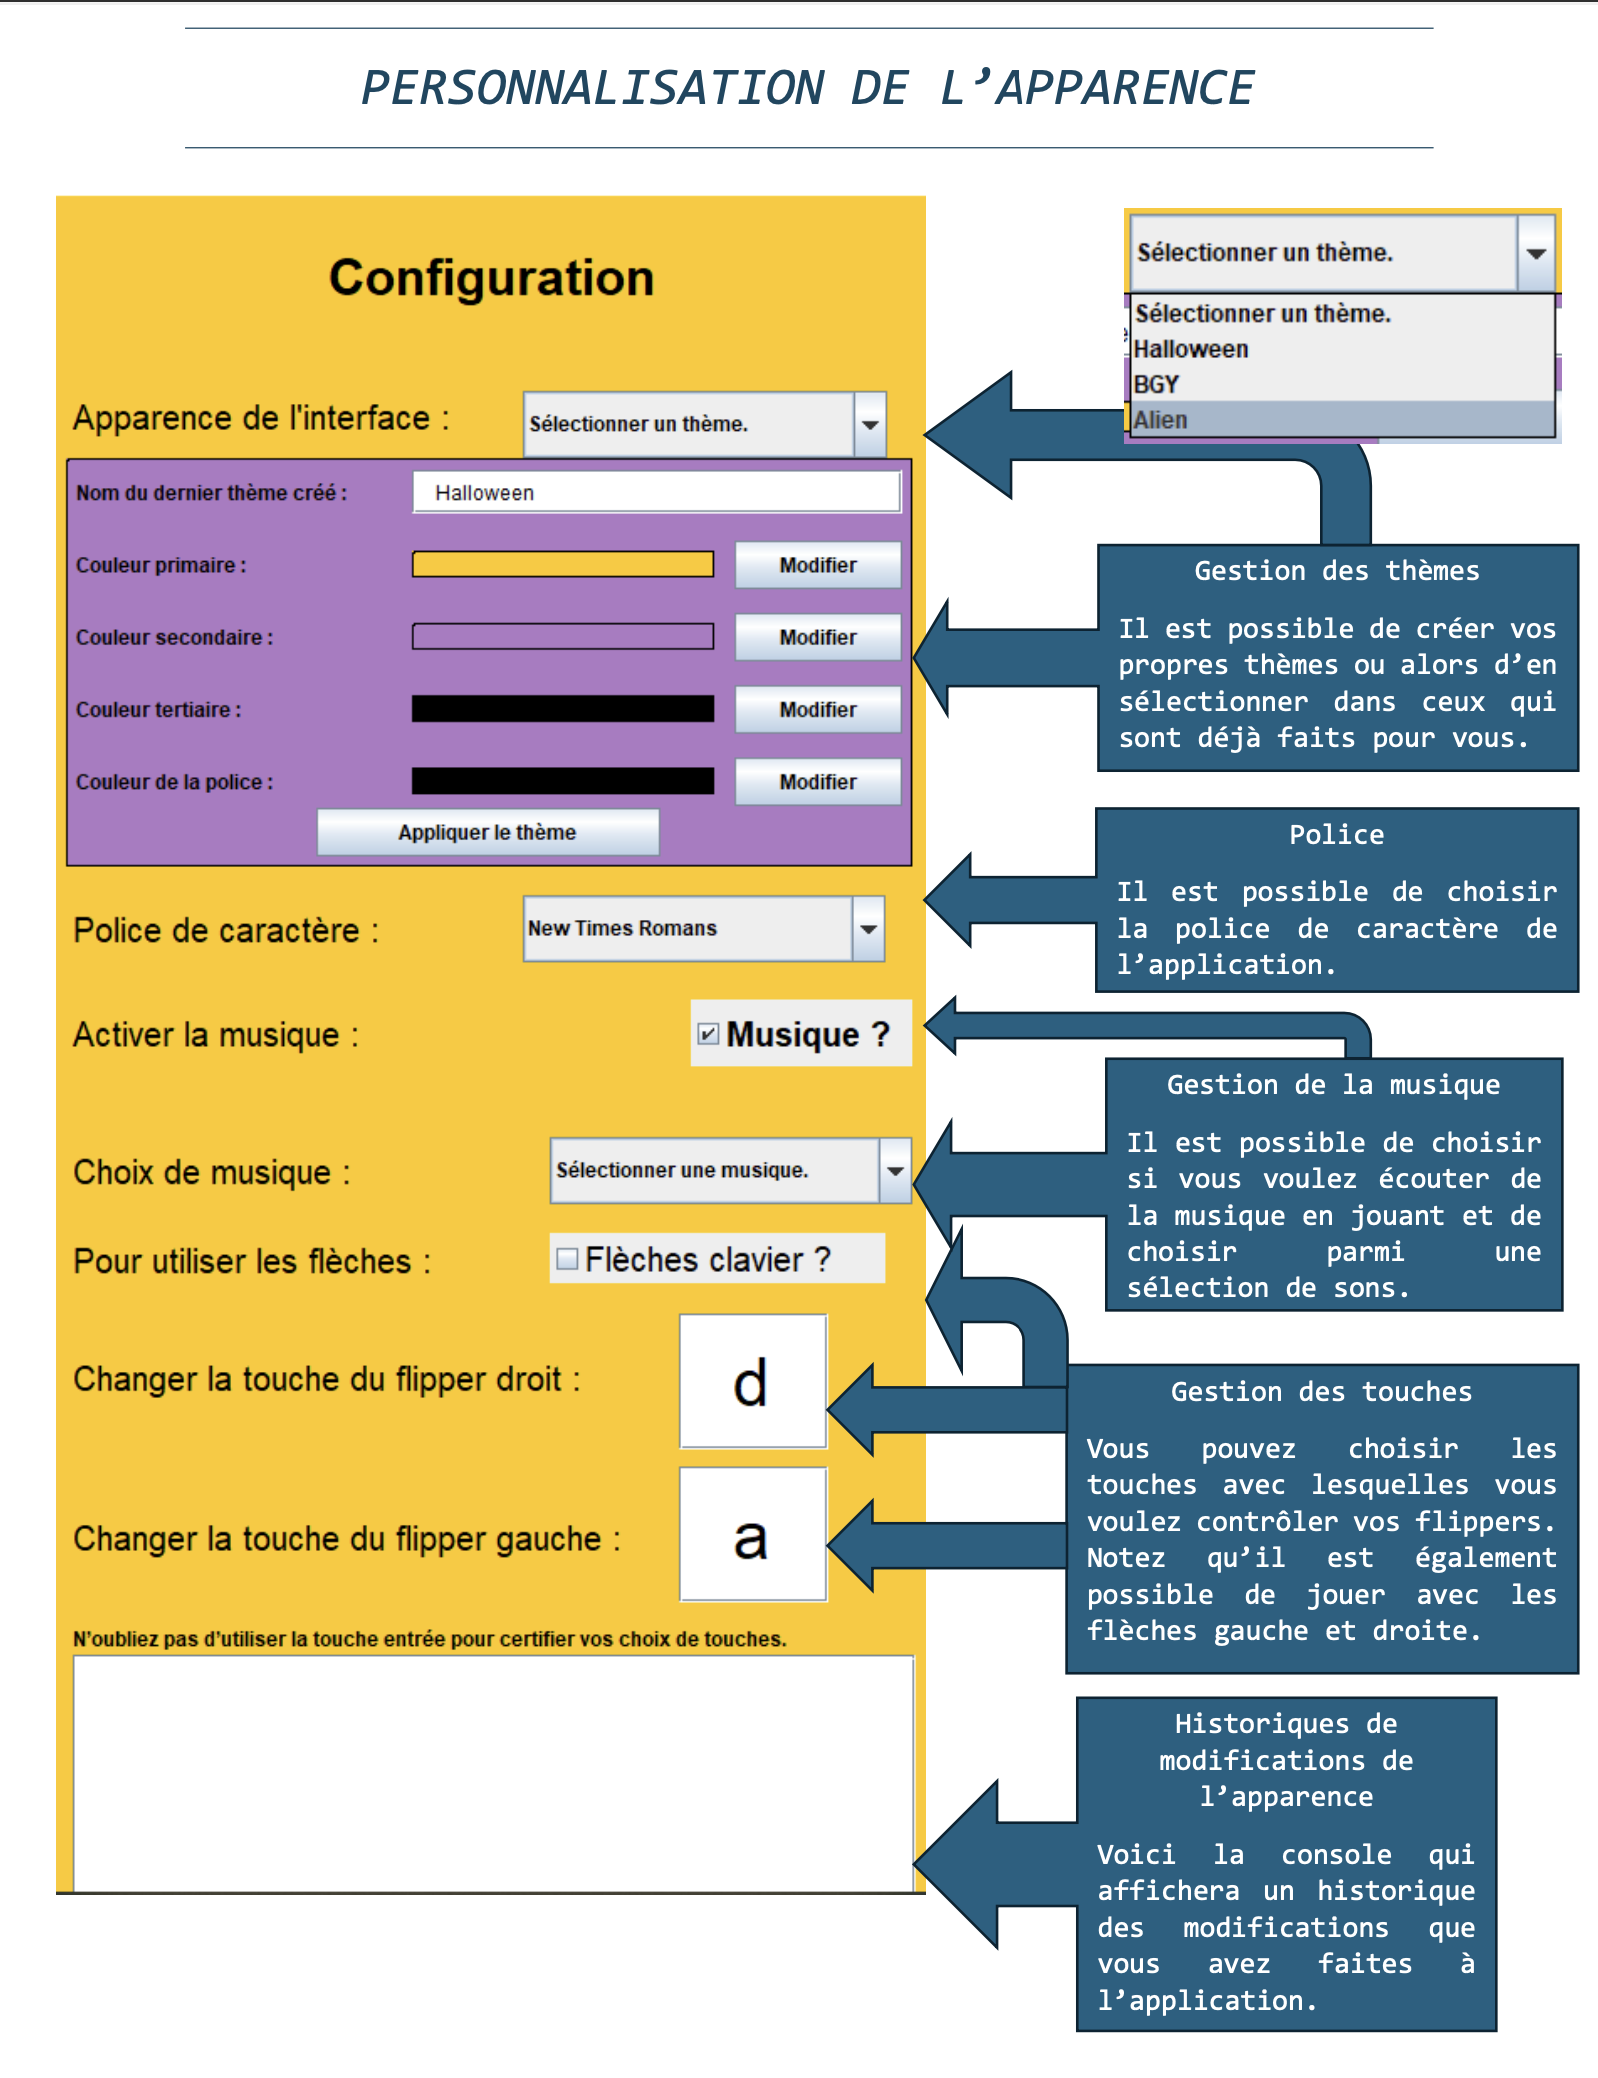 PERSONNALISATION DE L’APPARENCE
Configuration
Apparence de l'interface :
Sélectionner un thème.
Nom du dernier thème créé :
Halloween
Couleur primaire :
Modifier
Couleur secondaire :
Modifier
Couleur tertiaire :
Modifier
Couleur de la police :
Modifier
Appliquer le thème
Police de caractère :
New Times Romans
Activer la musique :
Musique ?
Choix de musique :
Sélectionner une musique.
Pour utiliser les flèches :
Flèches clavier ?
Changer la touche du flipper droit :
d
Changer la touche du flipper gauche :
a
N'oubliez pas d'utiliser la touche entrée pour certifier vos choix de touches.
Sélectionner un thème.
Sélectionner un thème.
Halloween
BGY
Alien
Gestion des thèmes
Il est possible de créer vos
propres thèmes ou alors d’en
sélectionner dans ceux qui
sont déjà faits pour vous.
Police
Il est possible de choisir
la police de caractère de
l’application.
Gestion de la musique
Il est possible de choisir
si vous voulez écouter de
la musique en jouant et de
choisir parmi une
sélection de sons.
Gestion des touches
Vous pouvez choisir les
touches avec lesquelles vous
voulez contrôler vos flippers.
Notez qu’il est également
possible de jouer avec les
flèches gauche et droite.
Historiques de
modifications de
l’apparence
Voici la console qui
affichera un historique
des modifications que
vous avez faites à
l’application.